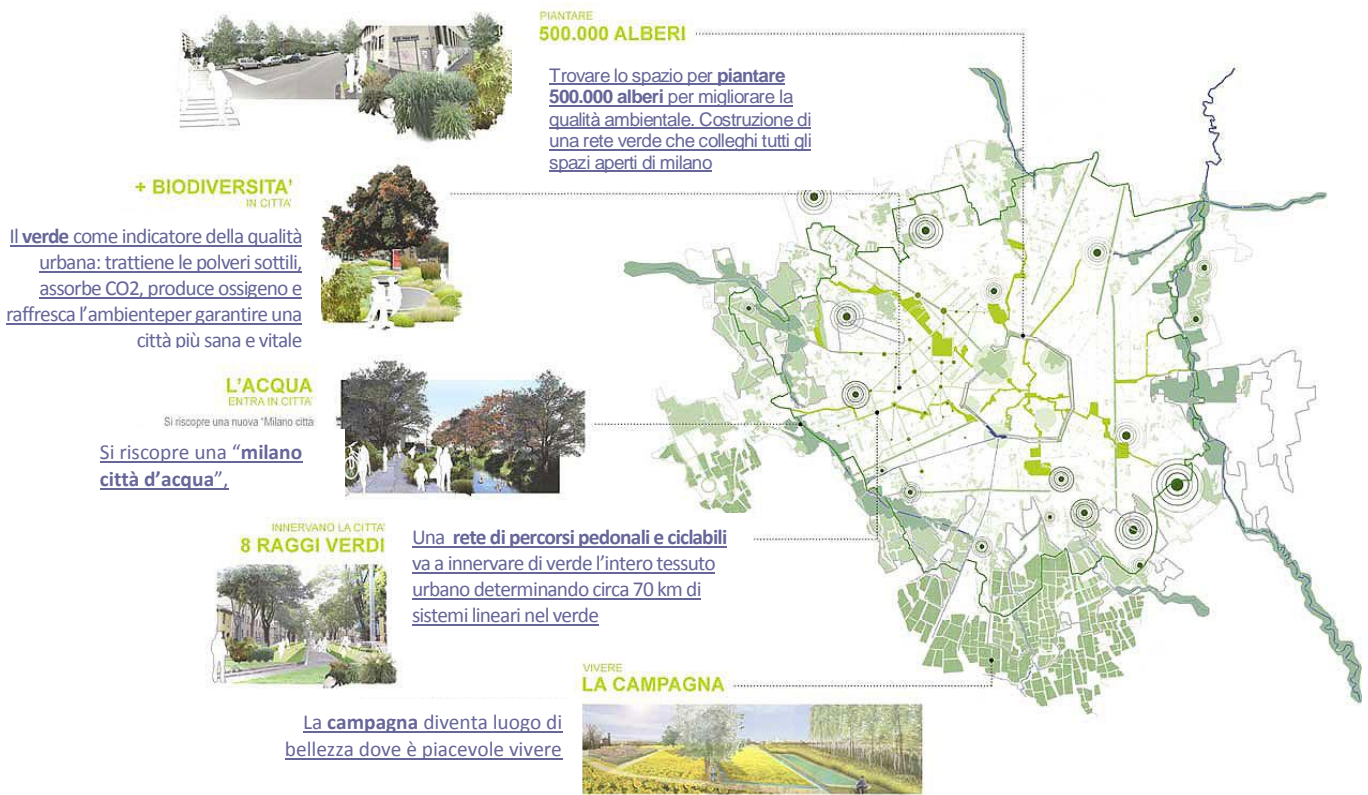 PIANTARE
500.000 ALBERI
Trovare lo spazio per piantare
500.000 alberi per migliorare la
qualità ambientale. Costruzione di
una rete verde che colleghi tutti gli
spazi aperti di milano
+ BIODIVERSITA'
IN CITTA'
Il verde come indicatore della qualità
urbana: trattiene le polveri sottili,
assorbe CO2, produce ossigeno e
raffresca l'ambienteper garantire una
città più sana e vitale
L'ACQUA
ENTRA IN CITTA'
Si riscopre una nuova "Milano città
Si riscopre una "milano
città d'acqua",
INNERVANO LA CITTA'
8 RAGGI VERDI
Una rete di percorsi pedonali e ciclabili
va a innervare di verde l'intero tessuto
urbano determinando circa 70 km di
sistemi lineari nel verde
VIVERE
LA CAMPAGNA
La campagna diventa luogo di
bellezza dove è piacevole vivere